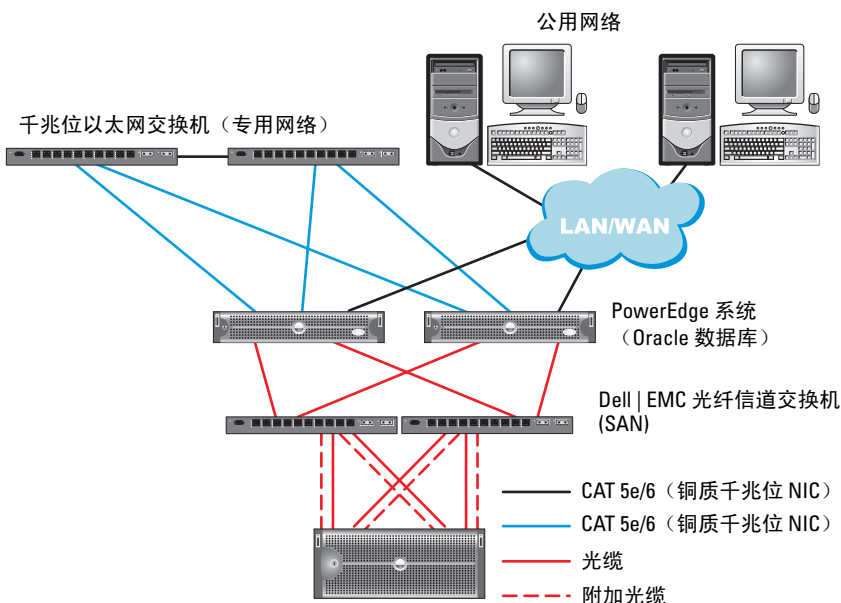 公用网络
千兆位以太网交换机（专用网络）
LAN/WAN
PowerEdge 系统
（Oracle 数据库）
Dell | EMC 光纤信道交换机
(SAN)
CAT 5e/6（铜质千兆位 NIC）
CAT 5e/6（铜质千兆位 NIC）
光缆
附加光缆